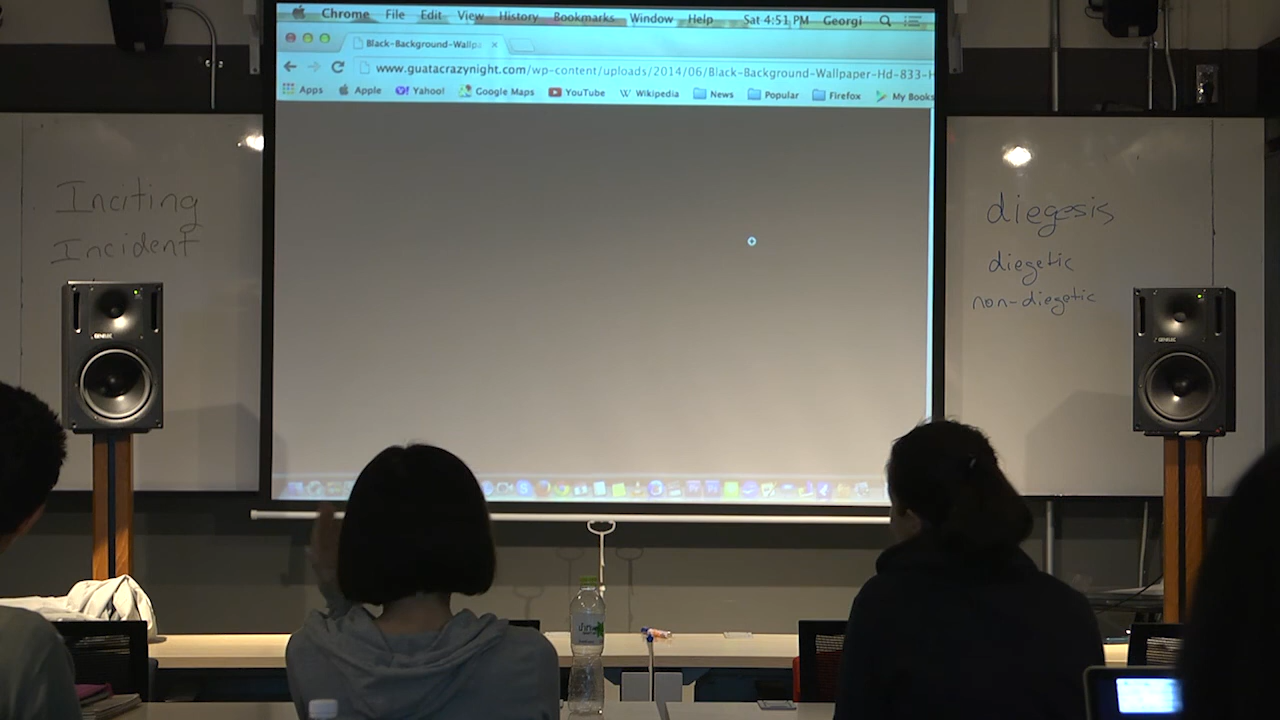 Chrome File Edit View History Bookmarks Window Help Sat 4:51 PM Georgi
Black-Background-Wallpa
www.guatacrazynight.com/wp-content/uploads/2014/06/Black-Background-Wallpaper-Hd-833-H
Apps Apple Yahoo! Google Maps YouTube Wikipedia News Popular Firefox My Books
Inciting
Incident
diegesis
diegetic
non-diegetic
GENELEC
GENELEC